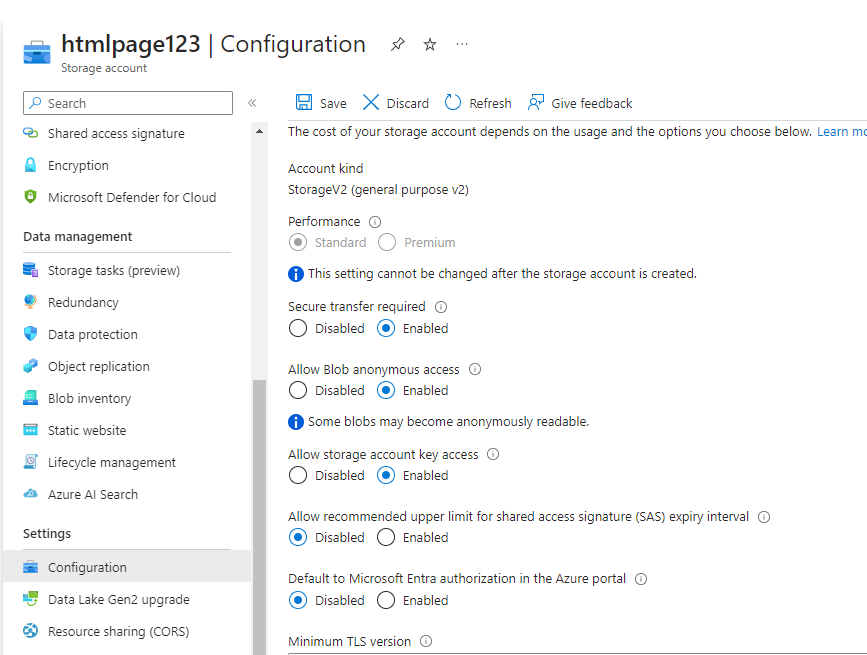 htmlpage123 | Configuration
Storage account
Search
Save Discard Refresh Give feedback
Shared access signature
Encryption
Microsoft Defender for Cloud
Data management
Storage tasks (preview)
Redundancy
Data protection
Object replication
Blob inventory
Static website
Lifecycle management
Azure AI Search
Settings
Configuration
Data Lake Gen2 upgrade
Resource sharing (CORS)
The cost of your storage account depends on the usage and the options you choose below. Learn mo
Account kind
StorageV2 (general purpose v2)
Performance
Standard Premium
This setting cannot be changed after the storage account is created.
Secure transfer required
Disabled Enabled
Allow Blob anonymous access
Disabled Enabled
Some blobs may become anonymously readable.
Allow storage account key access
Disabled Enabled
Allow recommended upper limit for shared access signature (SAS) expiry interval
Disabled Enabled
Default to Microsoft Entra authorization in the Azure portal
Disabled Enabled
Minimum TLS version